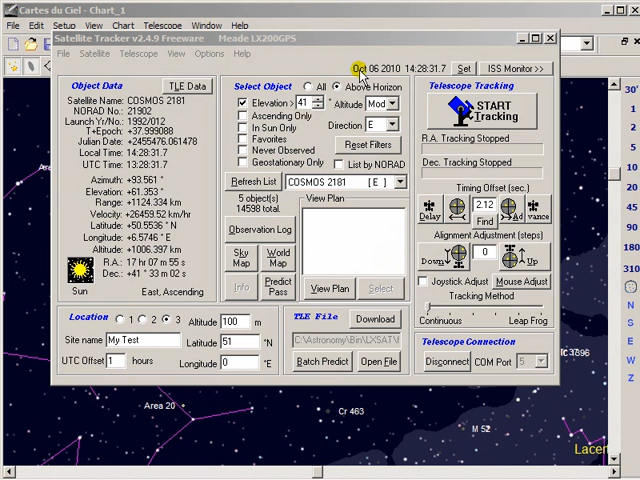 Cartes du Ciel - Chart_1
File Edit Setup View Chart Telescope Window Help
Satellite Tracker v2.4.9 Freeware Meade LX200GPS
File Satellite Telescope View Options Help
Oct 06 2010 14:28:31.7 Set ISS Monitor >>
Object Data
TLE Data
Satellite Name: COSMOS 2181
NORAD No.: 21902
Launch Yr/No.: 1992/012
T+Epoch: +37.999088
Julian Date: +2455476.061478
Local Time: 14:28:31.7
UTC Time: 13:28:31.7
Azimuth: +93.561 °
Elevation: +61.353 °
Range: +1124.334 km
Velocity: +26459.52 km/hr
Latitude: +50.5536 ° N
Longitude: +6.5746 ° E
Altitude: +1006.397 km
R.A.: 17 hr 07 m 55 s
Dec.: +41 ° 33 m 02 s
Sun East, Ascending
Select Object All Above Horizon
Elevation > 41 ° Altitude Mod
Ascending Only
In Sun Only Direction E
Favorites
Never Observed Reset Filters
Geostationary Only List by NORAD
Refresh List COSMOS 2181 [ E ]
5 object(s)
14598 total.
Observation Log
Sky Map
World Map
Info
Predict Pass
View Plan
View Plan Select
Telescope Tracking
START Tracking
R.A. Tracking Stopped
Dec. Tracking Stopped
Timing Offset (sec.)
Delay 2.12 Find Ad vance
Alignment Adjustment (steps)
Down 0 Up
Joystick Adjust Mouse Adjust
Tracking Method
Continuous Leap Frog
Location 1 2 3 Altitude 100 m
Site name My Test Latitude 51 °N
UTC Offset 1 hours Longitude 0 °E
TLE File Download
C:\Astronomy\Bin\LXSAT\
Batch Predict Open File
Telescope Connection
Disconnect COM Port 5
30'
1
3
10
30
45
90
180
310
N
S
E
W
Z
Area 20
Cr 463
M 52
Lacer